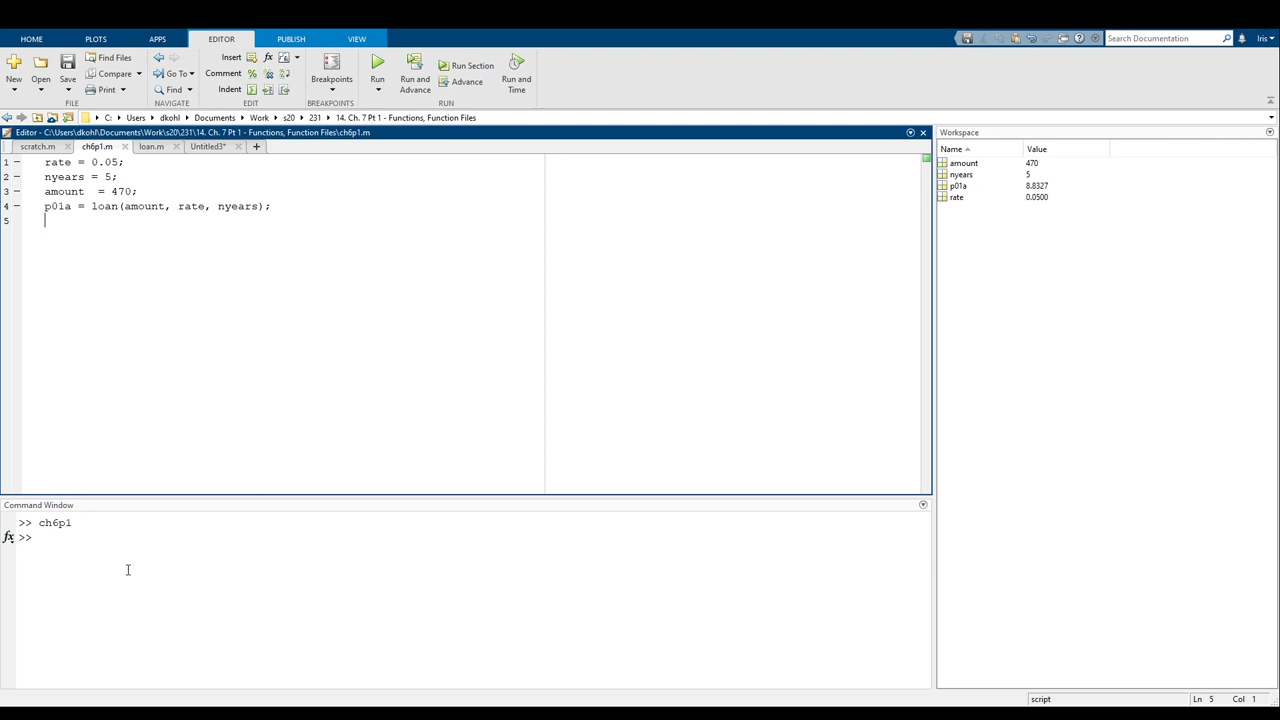 HOME PLOTS APPS EDITOR PUBLISH VIEW Search Documentation Iris
New Open Save Find Files Compare Print
Go To Find
Insert fx
Comment
Indent
Breakpoints Run Run and Advance Run Section Advance Run and Time
FILE NAVIGATE EDIT BREAKPOINTS RUN
C: Users dkohl Documents Work s20 231 14. Ch. 7 Pt 1 - Functions, Function Files
Editor - C:\Users\dkohl\Documents\Work\s20\231\14. Ch. 7 Pt 1 - Functions, Function Files\ch6p1.m
scratch.m ch6p1.m loan.m Untitled3* +
1 rate = 0.05;
2 nyears = 5;
3 amount  = 470;
4 p01a = loan(amount, rate, nyears);
5
Workspace
Name Value
amount 470
nyears 5
p01a 8.8327
rate 0.0500
Command Window
>> ch6p1
fx >>
script Ln 5 Col 1